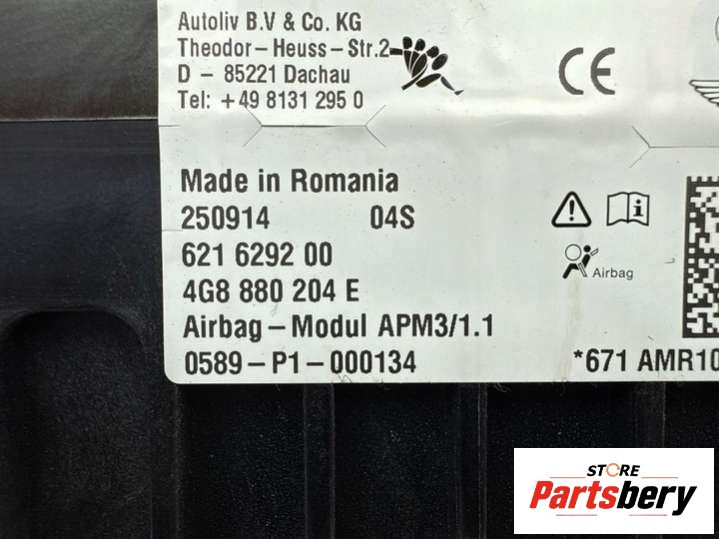 Autoliv B.V & Co. KG
Theodor-Heuss-Str.2
D - 85221 Dachau
Tel: +49 8131 295 0
CE
Made in Romania
250914 04S
621 6292 00
4G8 880 204 E
Airbag
Airbag-Modul APM3/1.1
0589-P1-000134
*671 AMR10
STORE
Partsbery